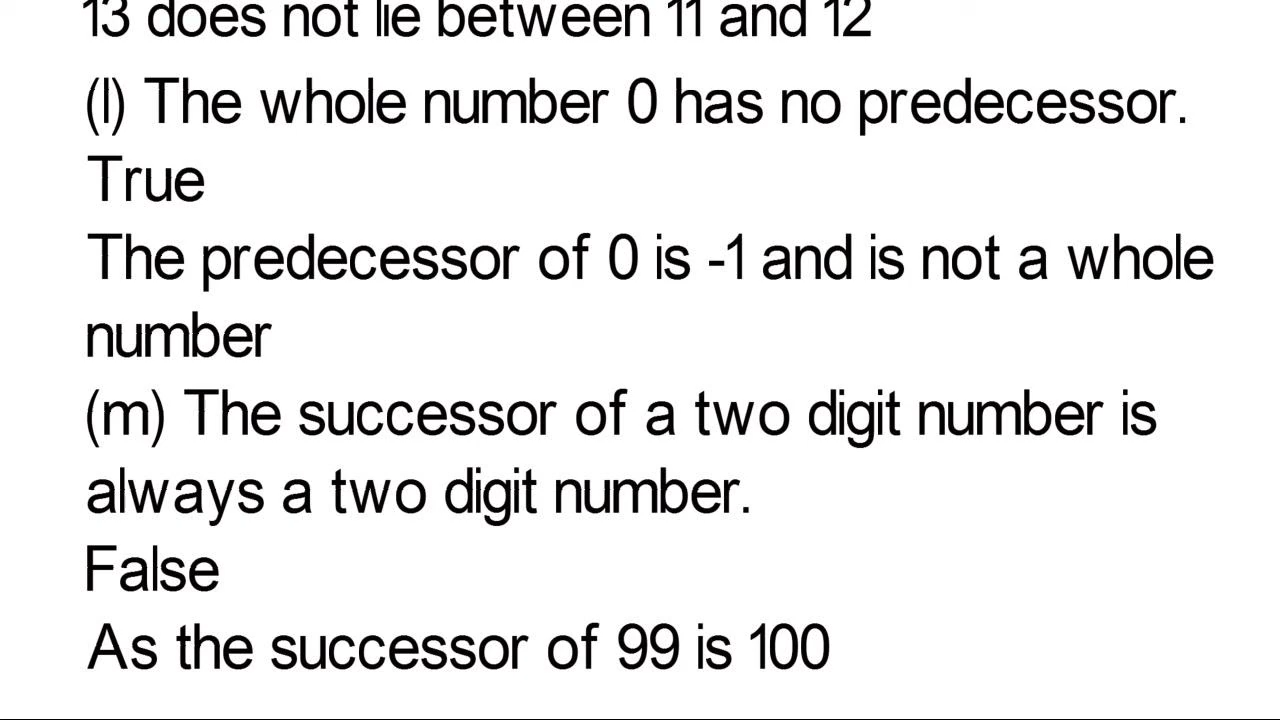 13 does not lie between 11 and 12
(l) The whole number 0 has no predecessor.
True
The predecessor of 0 is -1 and is not a whole
number
(m) The successor of a two digit number is
always a two digit number.
False
As the successor of 99 is 100